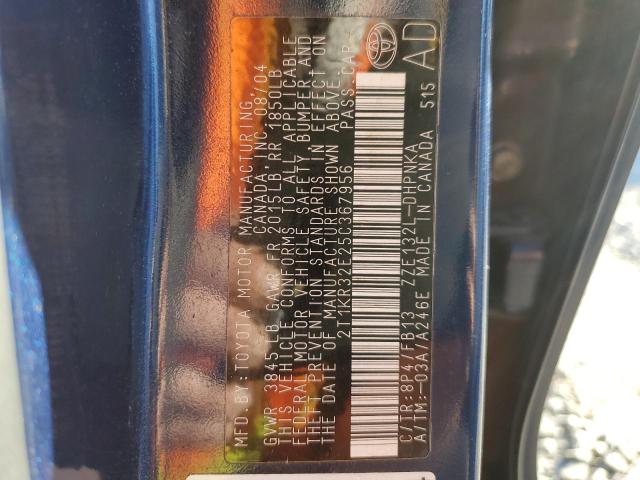 MFD.BY:TOYOTA MOTOR MANUFACTURING,
CANADA, INC. 08/04
GVWR 3845 LB GAWR FR 2015LB RR 1850LB
THIS VEHICLE CONFORMS TO ALL APPLICABLE
FEDERAL MOTOR VEHICLE SAFETY, BUMPER AND
THEFT PREVENTION STANDARDS IN EFFECT ON
THE DATE OF MANUFACTURE SHOWN ABOVE.
2T1KR32E25C367956 PASS.CAR
C/TR:8P4/FB13 ZZE132L-DHPNKA
A/TM:-03A/A246E MADE IN CANADA 515
AD